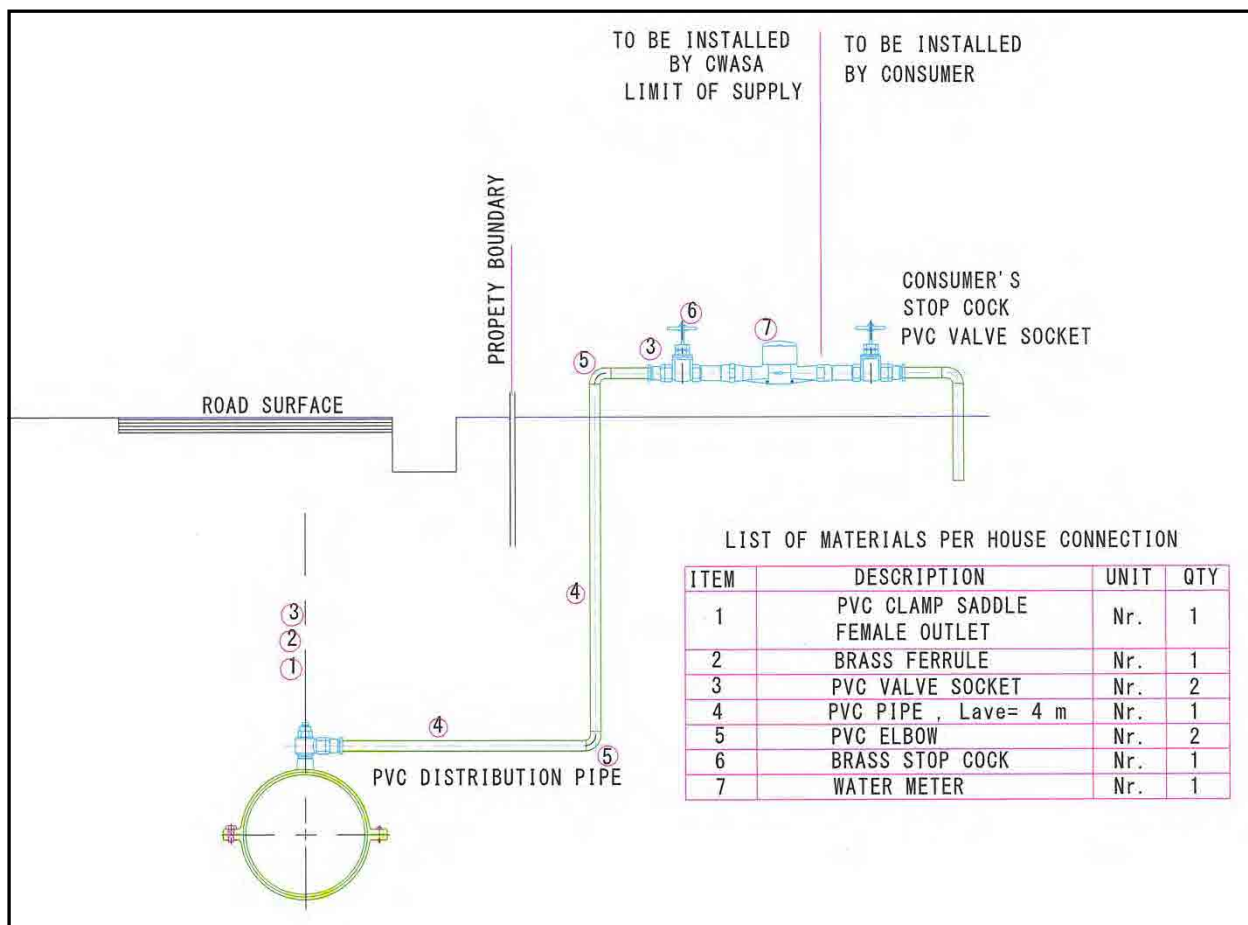 TO BE INSTALLED
BY CWASA
LIMIT OF SUPPLY
TO BE INSTALLED
BY CONSUMER
PROPETY BOUNDARY
CONSUMER'S
STOP COCK
PVC VALVE SOCKET
6
7
3
5
ROAD SURFACE
4
3
2
1
4
5
PVC DISTRIBUTION PIPE
LIST OF MATERIALS PER HOUSE CONNECTION
ITEM DESCRIPTION UNIT QTY
1 PVC CLAMP SADDLE FEMALE OUTLET Nr. 1
2 BRASS FERRULE Nr. 1
3 PVC VALVE SOCKET Nr. 2
4 PVC PIPE , Lave= 4 m Nr. 1
5 PVC ELBOW Nr. 2
6 BRASS STOP COCK Nr. 1
7 WATER METER Nr. 1